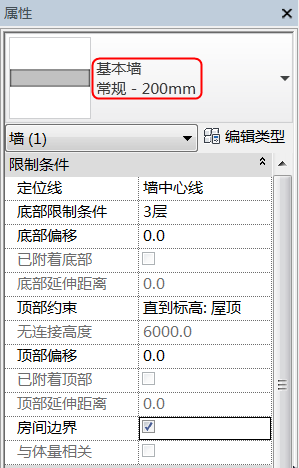 属性
基本墙
常规 - 200mm
墙 (1)
编辑类型
限制条件
定位线 墙中心线
底部限制条件 3层
底部偏移 0.0
已附着底部
底部延伸距离 0.0
顶部约束 直到标高: 屋顶
无连接高度 6000.0
顶部偏移 0.0
已附着顶部
顶部延伸距离 0.0
房间边界
与体量相关